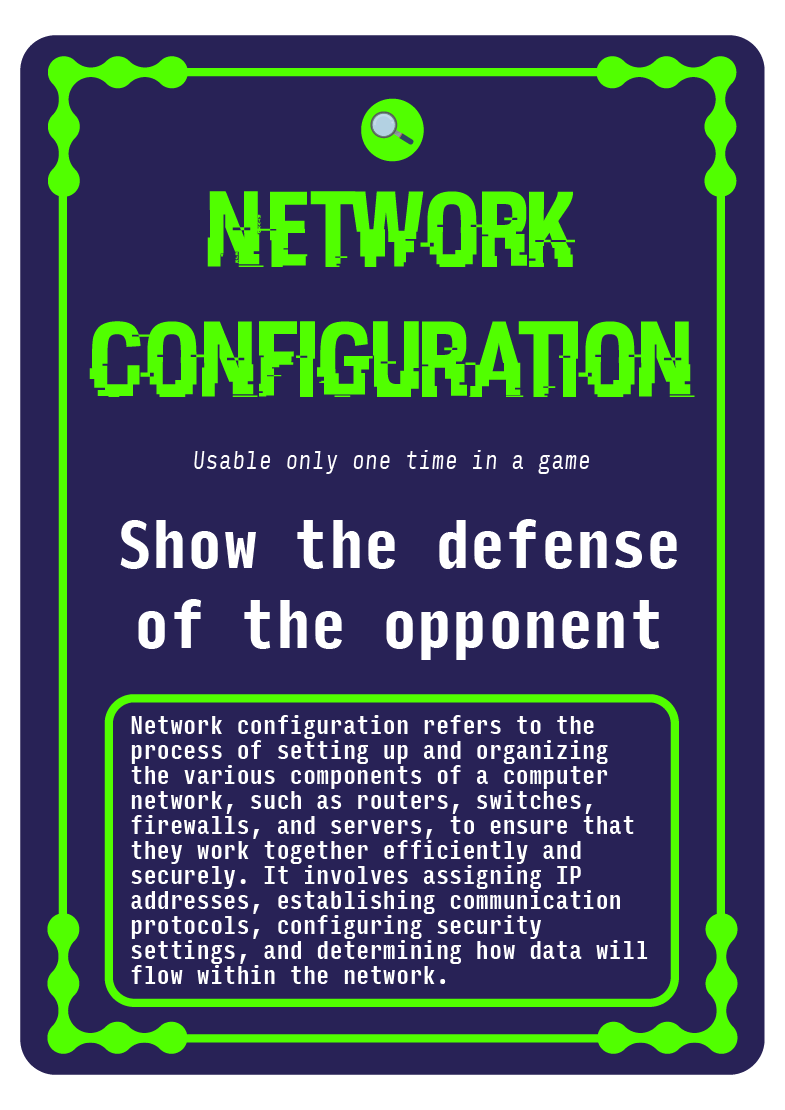 NETWORK
CONFIGURATION
Usable only one time in a game
Show the defense
of the opponent
Network configuration refers to the
process of setting up and organizing
the various components of a computer
network, such as routers, switches,
firewalls, and servers, to ensure that
they work together efficiently and
securely. It involves assigning IP
addresses, establishing communication
protocols, configuring security
settings, and determining how data will
flow within the network.